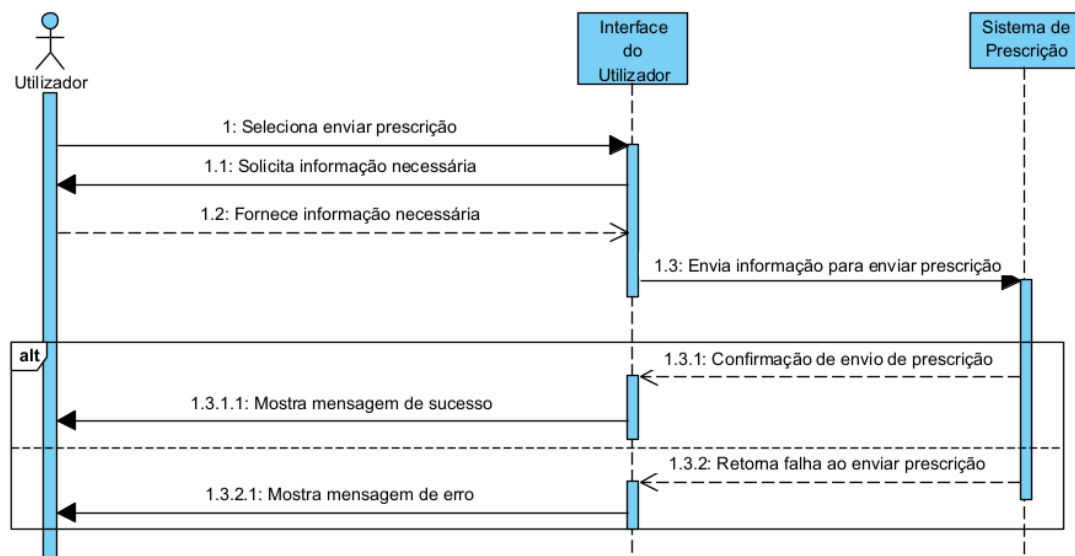 Utilizador
Interface
do
Utilizador
Sistema de
Prescrição
1: Seleciona enviar prescrição
1.1: Solicita informação necessária
1.2: Fornece informação necessária
1.3: Envia informação para enviar prescrição
alt
1.3.1: Confirmação de envio de prescrição
1.3.1.1: Mostra mensagem de sucesso
1.3.2: Retorna falha ao enviar prescrição
1.3.2.1: Mostra mensagem de erro